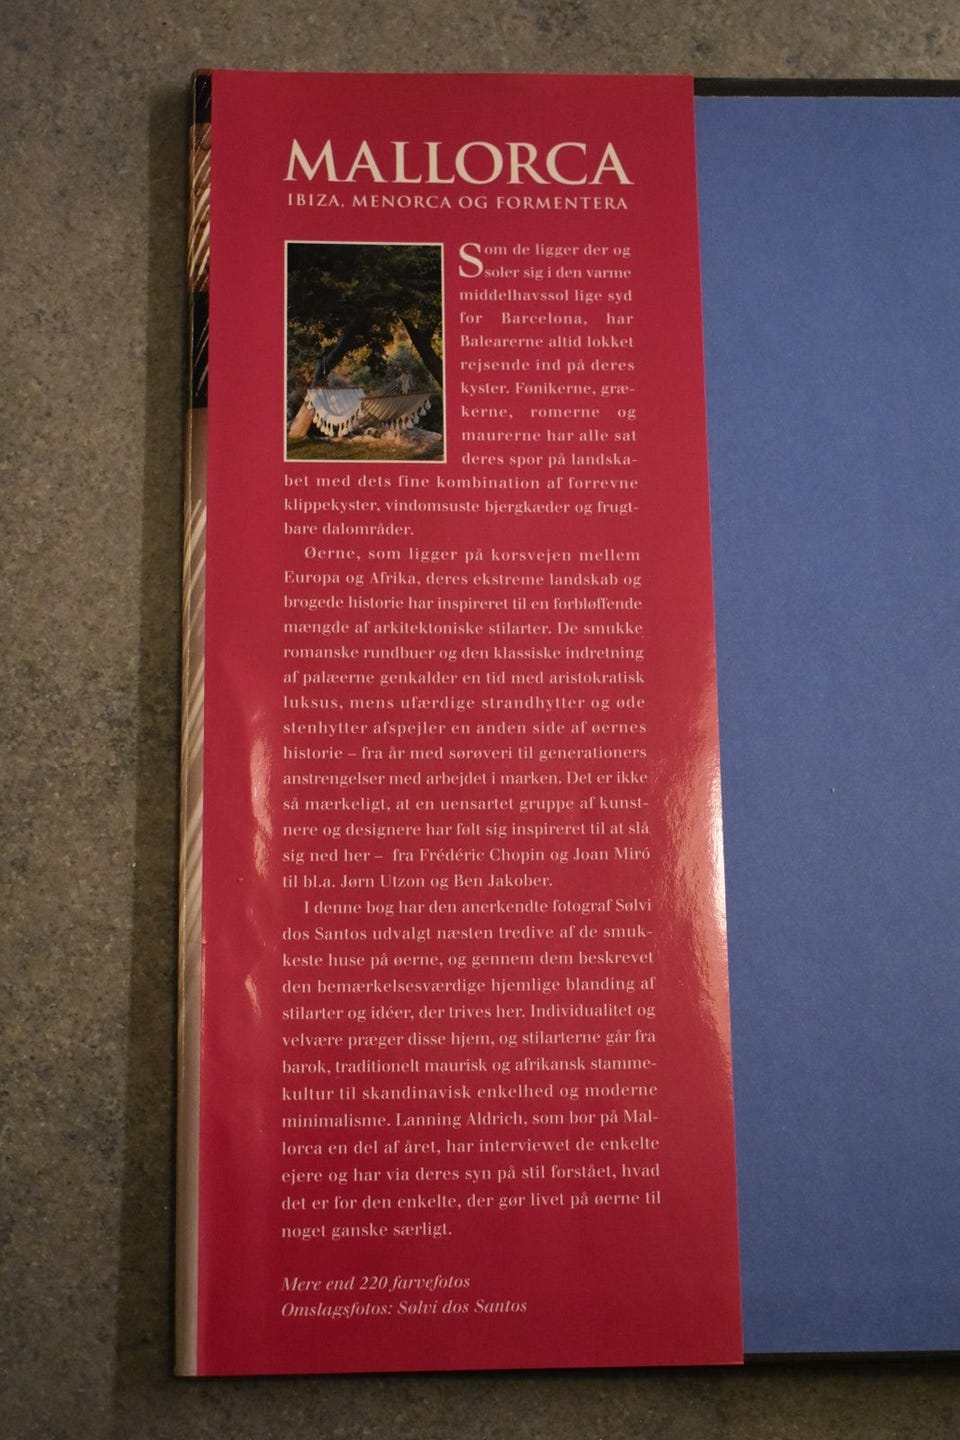 MALLORCA
IBIZA, MENORCA OG FORMENTERA
Som de ligger der og
soler sig i den varme
middelhavssol lige syd
for Barcelona, har
Balearerne altid lokket
rejsende ind på deres
kyster. Fønikerne, græ-
kerne, romerne og
maurerne har alle sat
deres spor på landska-
bet med dets fine kombination af forrevne
klippekyster, vindomsuste bjergkæder og frugt-
bare dalområder.
Øerne, som ligger på korsvejen mellem
Europa og Afrika, deres ekstreme landskab og
brogede historie har inspireret til en forbløffende
mængde af arkitektoniske stilarter. De smukke
romanske rundbuer og den klassiske indretning
af palæerne genkalder en tid med aristokratisk
luksus, mens ufærdige strandhytter og øde
stenhytter afspejler en anden side af øernes
historie – fra år med sørøveri til generationers
anstrengelser med arbejdet i marken. Det er ikke
så mærkeligt, at en uensartet gruppe af kunst-
nere og designere har følt sig inspireret til at slå
sig ned her – fra Frédéric Chopin og Joan Miró
til bl.a. Jørn Utzon og Ben Jakober.
I denne bog har den anerkendte fotograf Sølvi
dos Santos udvalgt næsten tredive af de smuk-
keste huse på øerne, og gennem dem beskrevet
den bemærkelsesværdige hjemlige blanding af
stilarter og idéer, der trives her. Individualitet og
velvære præger disse hjem, og stilarterne går fra
barok, traditionelt maurisk og afrikansk stamme-
kultur til skandinavisk enkelhed og moderne
minimalisme. Lanning Aldrich, som bor på Mal-
lorca en del af året, har interviewet de enkelte
ejere og har via deres syn på stil forstået, hvad
det er for den enkelte, der gør livet på øerne til
noget ganske særligt.
Mere end 220 farvefotos
Omslagsfotos: Sølvi dos Santos